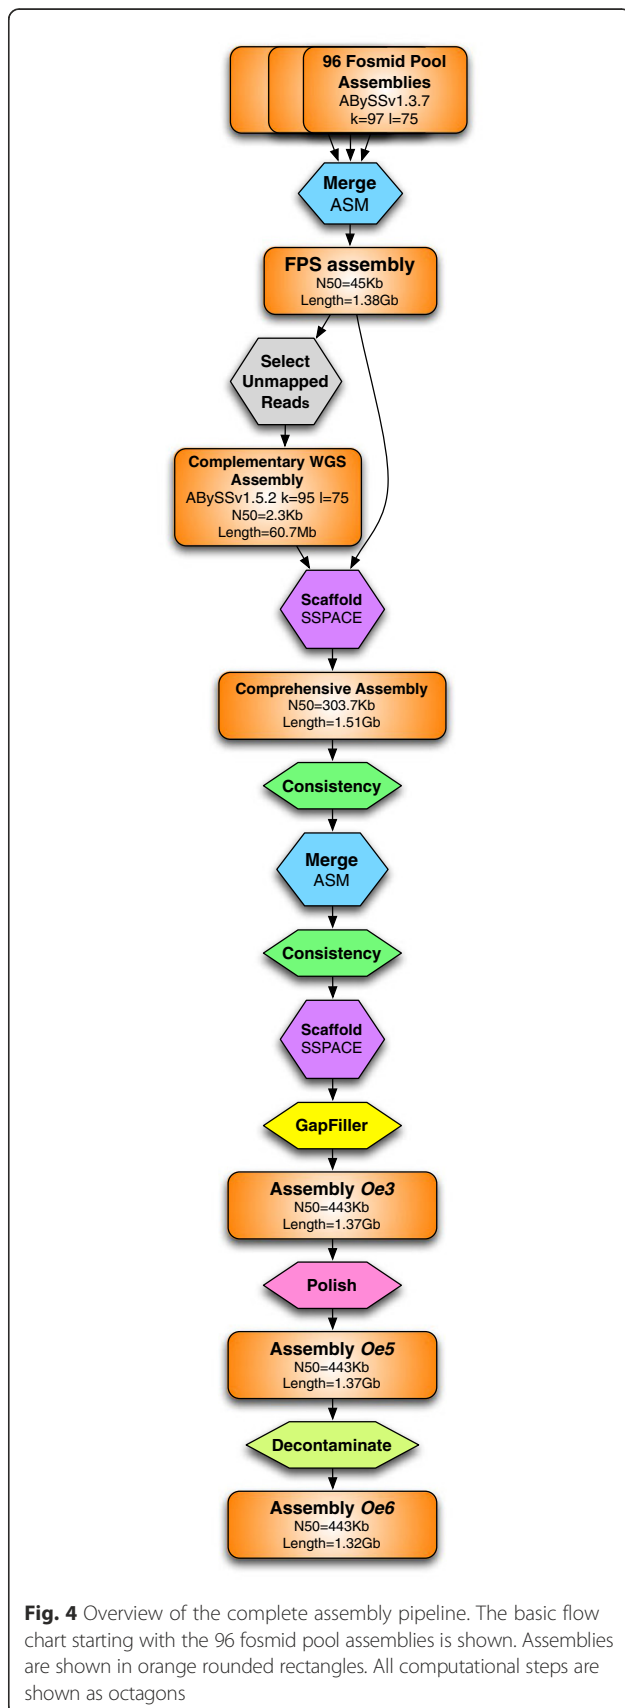 96 Fosmid Pool
Assemblies
ABySSv1.3.7
k=97 l=75
Merge
ASM
FPS assembly
N50=45Kb
Length=1.38Gb
Select
Unmapped
Reads
Complementary WGS
Assembly
ABySSv1.5.2 k=95 l=75
N50=2.3Kb
Length=60.7Mb
Scaffold
SSPACE
Comprehensive Assembly
N50=303.7Kb
Length=1.51Gb
Consistency
Merge
ASM
Consistency
Scaffold
SSPACE
GapFiller
Assembly Oe3
N50=443Kb
Length=1.37Gb
Polish
Assembly Oe5
N50=443Kb
Length=1.37Gb
Decontaminate
Assembly Oe6
N50=443Kb
Length=1.32Gb
Fig. 4 Overview of the complete assembly pipeline. The basic flow
chart starting with the 96 fosmid pool assemblies is shown. Assemblies
are shown in orange rounded rectangles. All computational steps are
shown as octagons